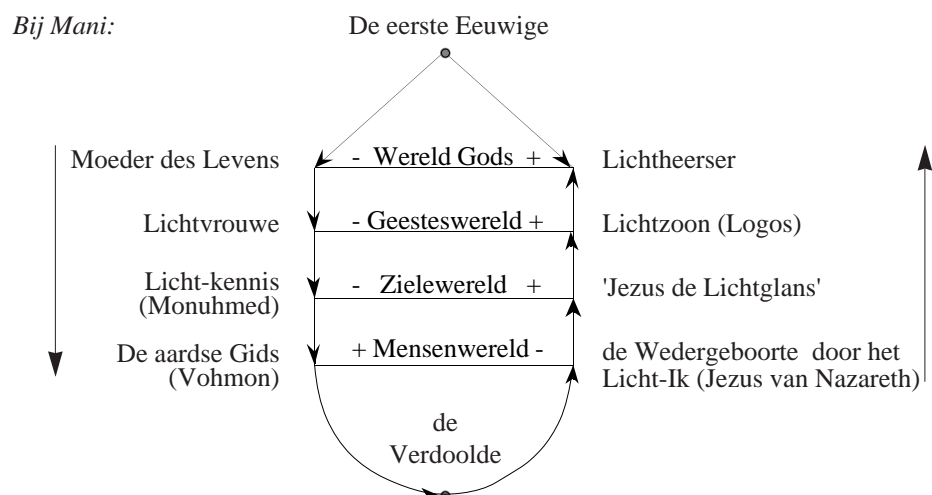 Bij Mani:
De eerste Eeuwige
Moeder des Levens
- Wereld Gods +
Lichtheerser
Lichtvrouwe
- Geesteswereld +
Lichtzoon (Logos)
Licht-kennis
(Monuhmed)
- Zielewereld +
'Jezus de Lichtglans'
De aardse Gids
(Vohmon)
+ Mensenwereld -
de Wedergeboorte door het
Licht-Ik (Jezus van Nazareth)
de
Verdoolde